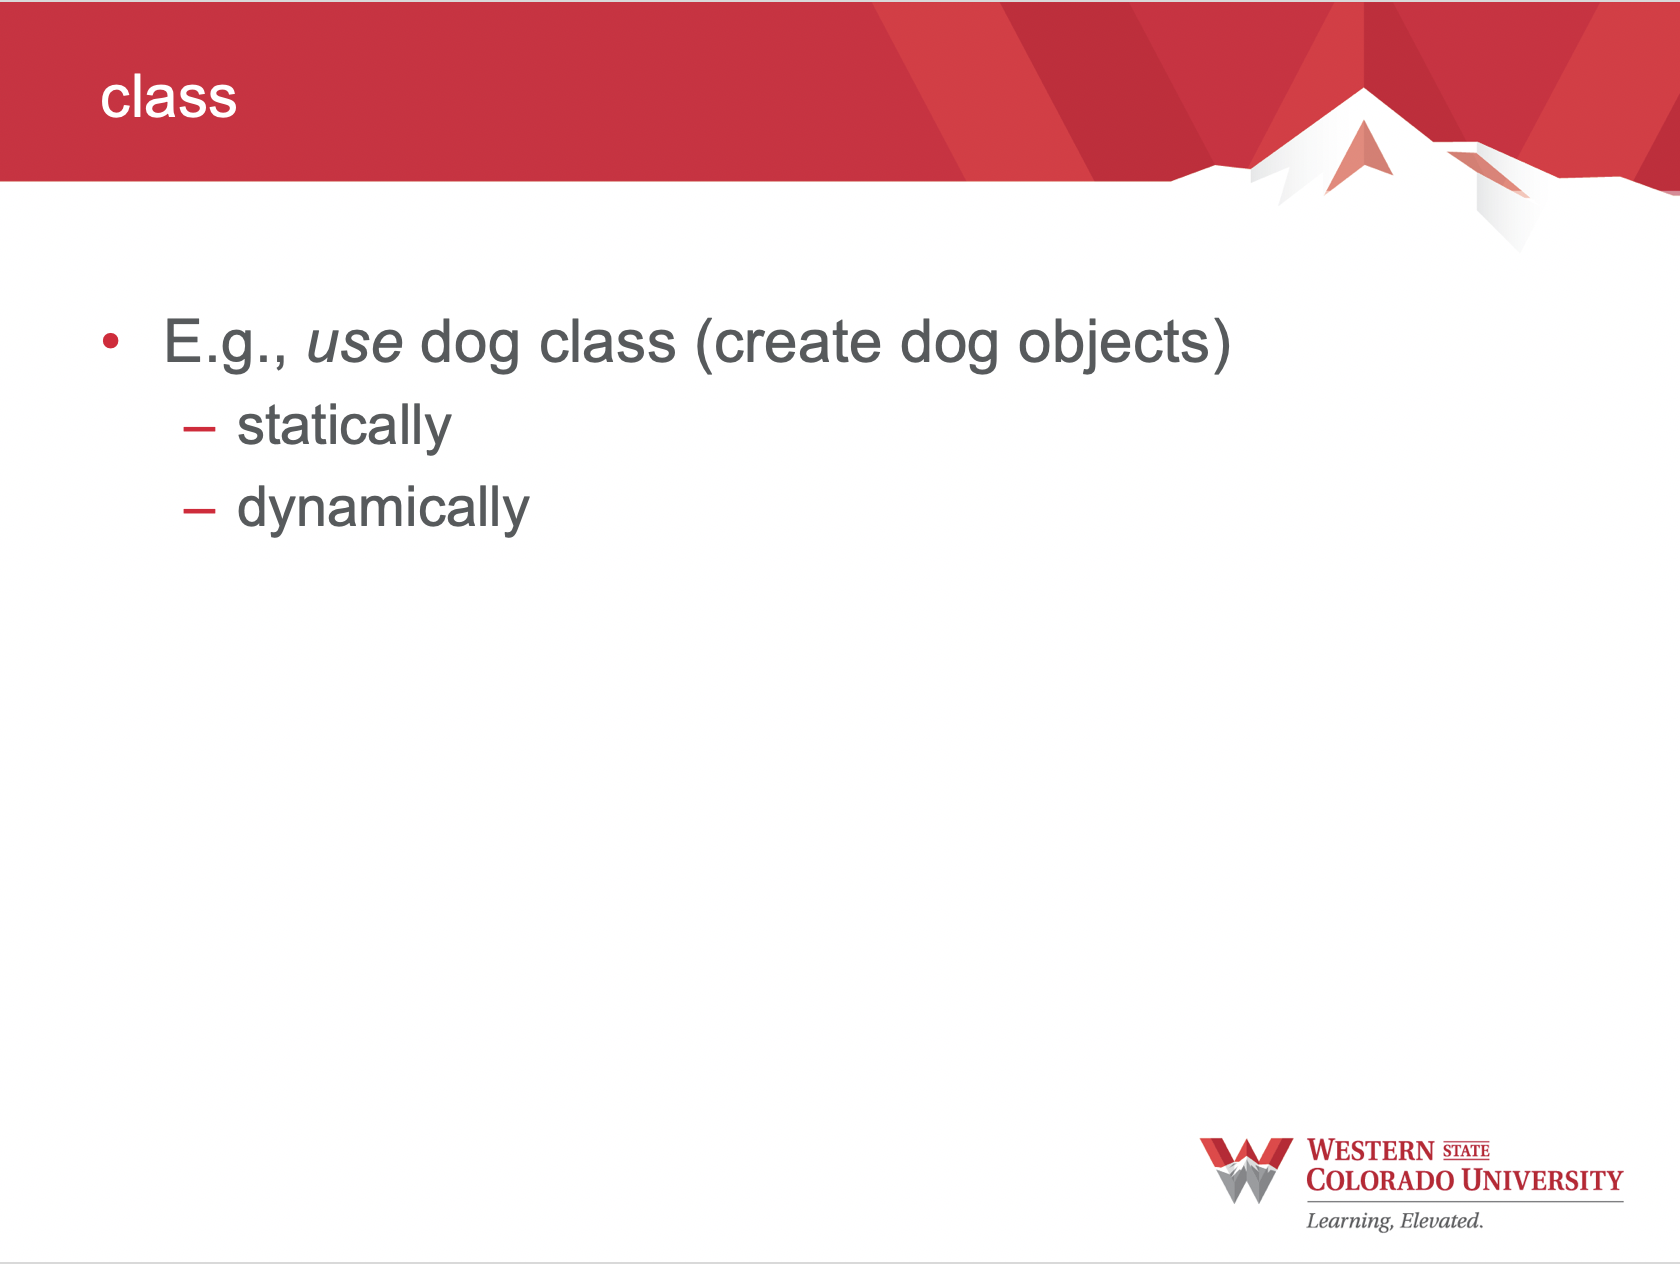 class
• E.g., use dog class (create dog objects)
– statically
– dynamically
WESTERN STATE
COLORADO UNIVERSITY
Learning, Elevated.